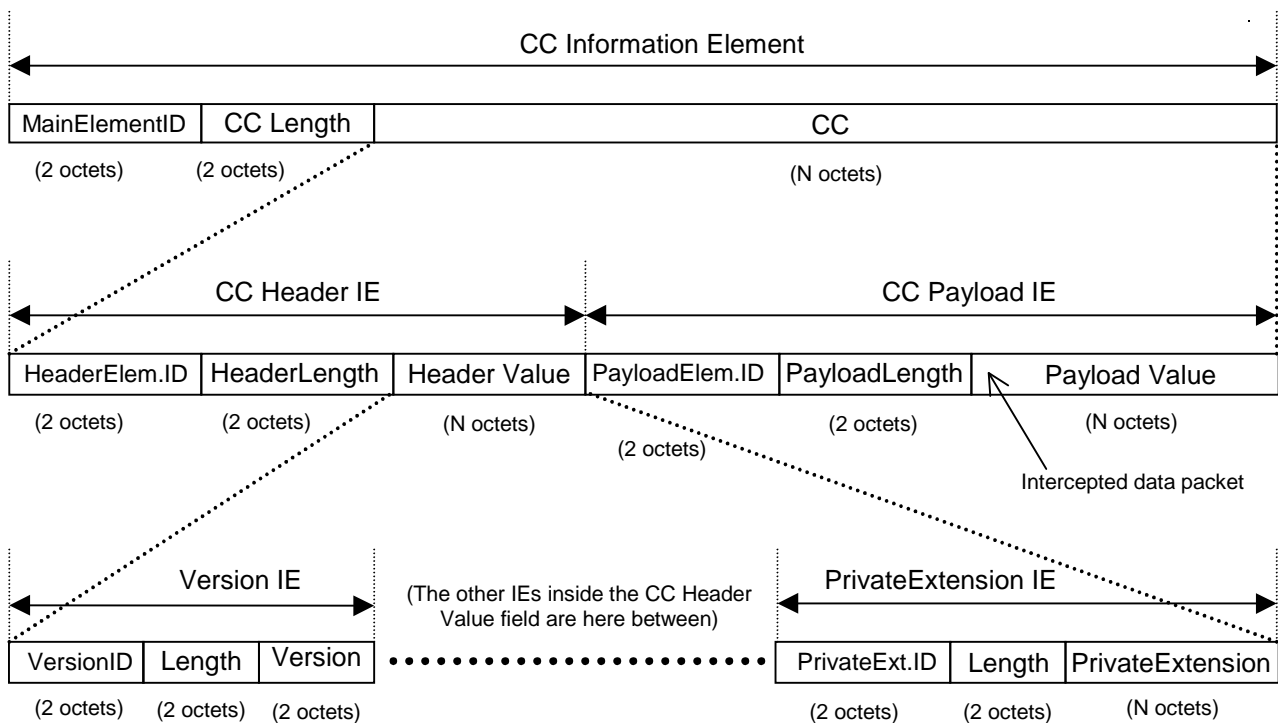 CC Information Element
MainElementID CC Length CC
(2 octets) (2 octets) (N octets)
CC Header IE CC Payload IE
HeaderElem.ID HeaderLength Header Value PayloadElem.ID PayloadLength Payload Value
(2 octets) (2 octets) (N octets) (2 octets) (2 octets) (N octets)
Intercepted data packet
Version IE (The other IEs inside the CC Header PrivateExtension IE
Value field are here between)
VersionID Length Version PrivateExt.ID Length PrivateExtension
(2 octets) (2 octets) (2 octets) (2 octets) (2 octets) (N octets)